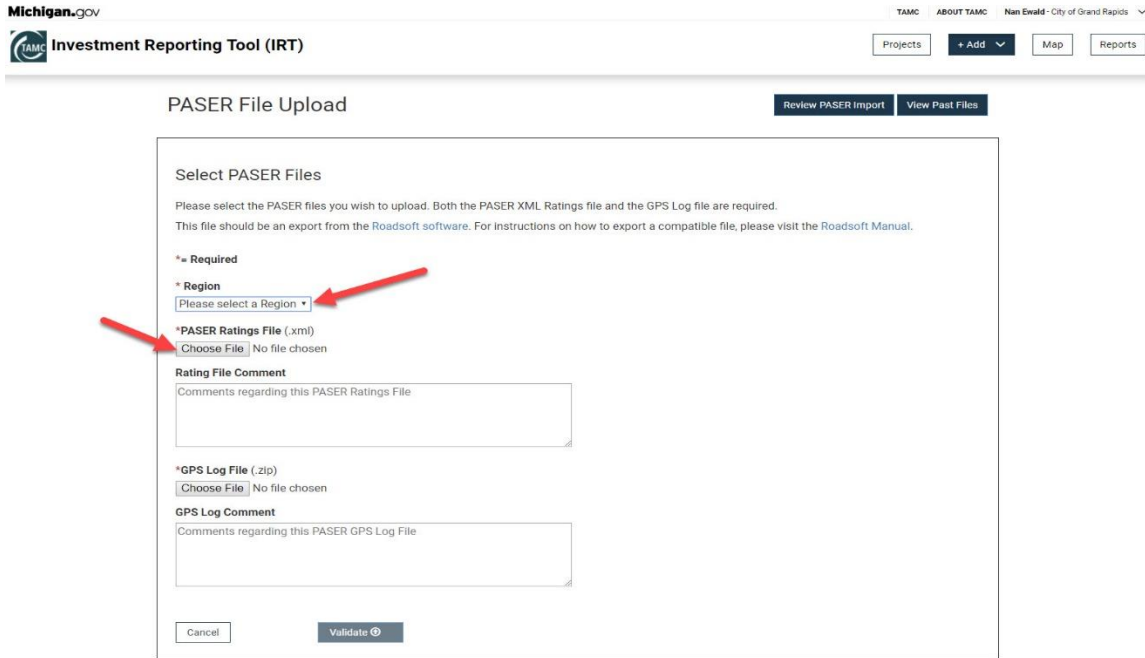 Michigan.gov
TAMC ABOUT TAMC Nan Ewald - City of Grand Rapids
TAMC Investment Reporting Tool (IRT)
Projects + Add Map Reports
PASER File Upload
Review PASER Import View Past Files
Select PASER Files
Please select the PASER files you wish to upload. Both the PASER XML Ratings file and the GPS Log file are required.
This file should be an export from the Roadsoft software. For instructions on how to export a compatible file, please visit the Roadsoft Manual.
*= Required
* Region
Please select a Region
*PASER Ratings File (.xml)
Choose File No file chosen
Rating File Comment
Comments regarding this PASER Ratings File
*GPS Log File (.zip)
Choose File No file chosen
GPS Log Comment
Comments regarding this PASER GPS Log File
Cancel Validate